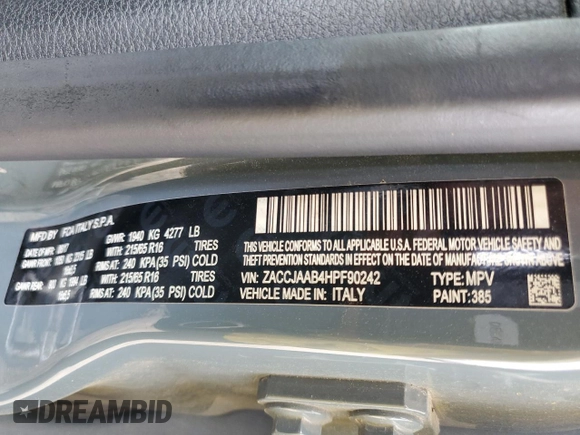 MFD BY FCA ITALY S.P.A.
GVWR: 1940 KG 4277 LB
WITH: 215/65 R16 TIRES
RIMS AT: 240 KPA(35 PSI) COLD
WITH: 215/65 R16 TIRES
RIMS AT: 240 KPA(35 PSI) COLD
THIS VEHICLE CONFORMS TO ALL APPLICABLE U.S.A. FEDERAL MOTOR VEHICLE SAFETY,
BUMPER, AND THEFT PREVENTION STANDARDS IN EFFECT ON THE DATE OF MANUFACTURE SHOWN ABOVE.
VIN: ZACCJAAB4HPF90242 TYPE: MPV
VEHICLE MADE IN: ITALY PAINT: 385
DREAMBID